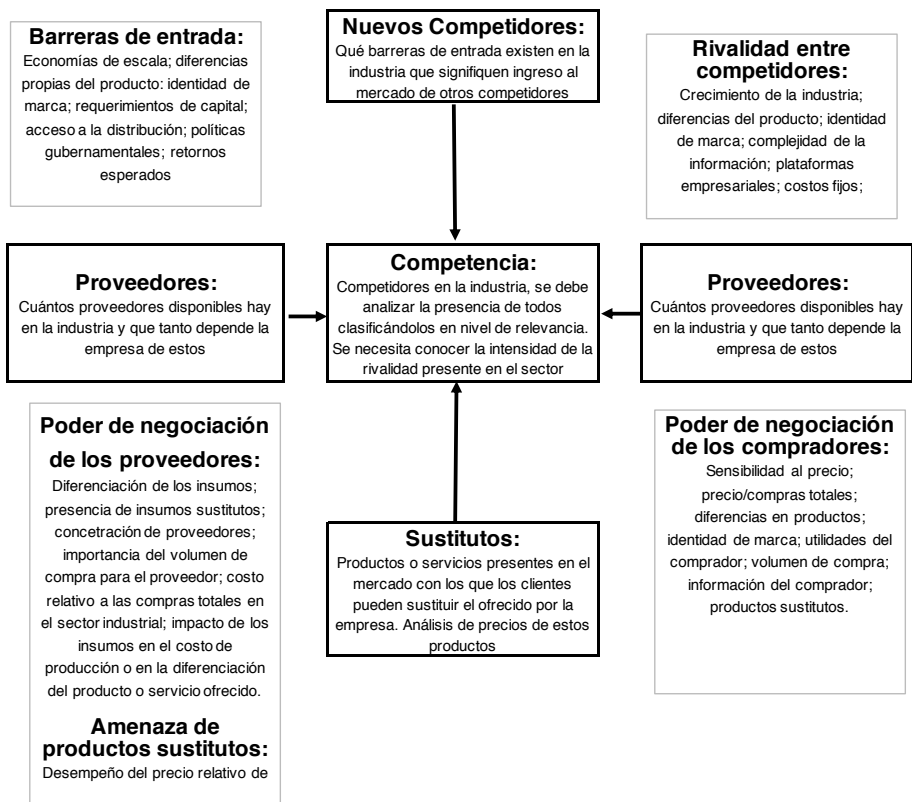 Barreras de entrada:
Economías de escala; diferencias
propias del producto: identidad de
marca; requerimientos de capital;
acceso a la distribución; políticas
gubernamentales; retornos
esperados
Nuevos Competidores:
Qué barreras de entrada existen en la
industria que signifiquen ingreso al
mercado de otros competidores
Rivalidad entre
competidores:
Crecimiento de la industria;
diferencias del producto; identidad
de marca; complejidad de la
información; plataformas
empresariales; costos fijos;
Proveedores:
Cuántos proveedores disponibles hay
en la industria y que tanto depende la
empresa de estos
Competencia:
Competidores en la industria, se debe
analizar la presencia de todos
clasificándolos en nivel de relevancia.
Se necesita conocer la intensidad de la
rivalidad presente en el sector
Proveedores:
Cuántos proveedores disponibles hay
en la industria y que tanto depende la
empresa de estos
Poder de negociación
de los proveedores:
Diferenciación de los insumos;
presencia de insumos sustitutos;
concetración de proveedores;
importancia del volumen de
compra para el proveedor; costo
relativo a las compras totales en
el sector industrial; impacto de los
insumos en el costo de
producción o en la diferenciación
del producto o servicio ofrecido.
Amenaza de
productos sustitutos:
Desempeño del precio relativo de
Sustitutos:
Productos o servicios presentes en el
mercado con los que los clientes
pueden sustituir el ofrecido por la
empresa. Análisis de precios de estos
productos
Poder de negociación
de los compradores:
Sensibilidad al precio;
precio/compras totales;
diferencias en productos;
identidad de marca; utilidades del
comprador; volumen de compra;
información del comprador;
productos sustitutos.